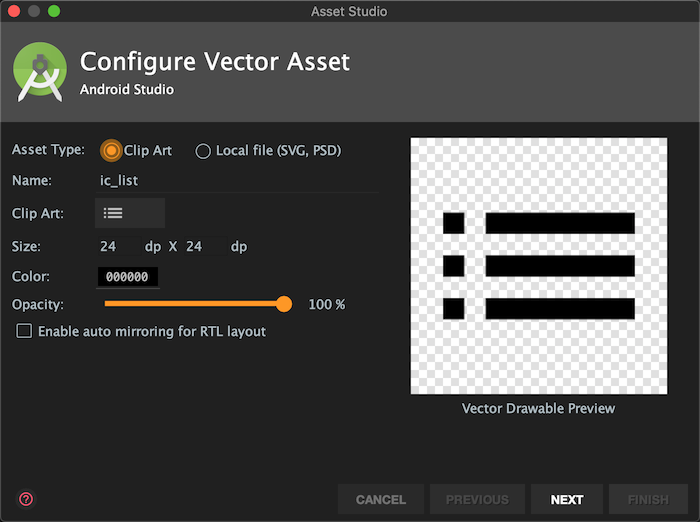 Asset Studio
Configure Vector Asset
Android Studio
Asset Type: Clip Art Local file (SVG, PSD)
Name: ic_list
Clip Art:
Size: 24 dp X 24 dp
Color: 000000
Opacity: 100 %
Enable auto mirroring for RTL layout
Vector Drawable Preview
? CANCEL PREVIOUS NEXT FINISH